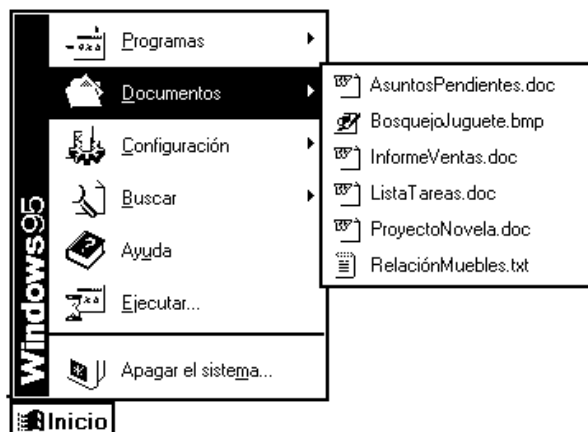 Windows95
Programas
Documentos
Configuración
Buscar
Ayuda
Ejecutar...
Apagar el sistema...
AsuntosPendientes.doc
BosquejoJuguete.bmp
InformeVentas.doc
ListaTareas.doc
ProyectoNovela.doc
RelaciónMuebles.txt
Inicio